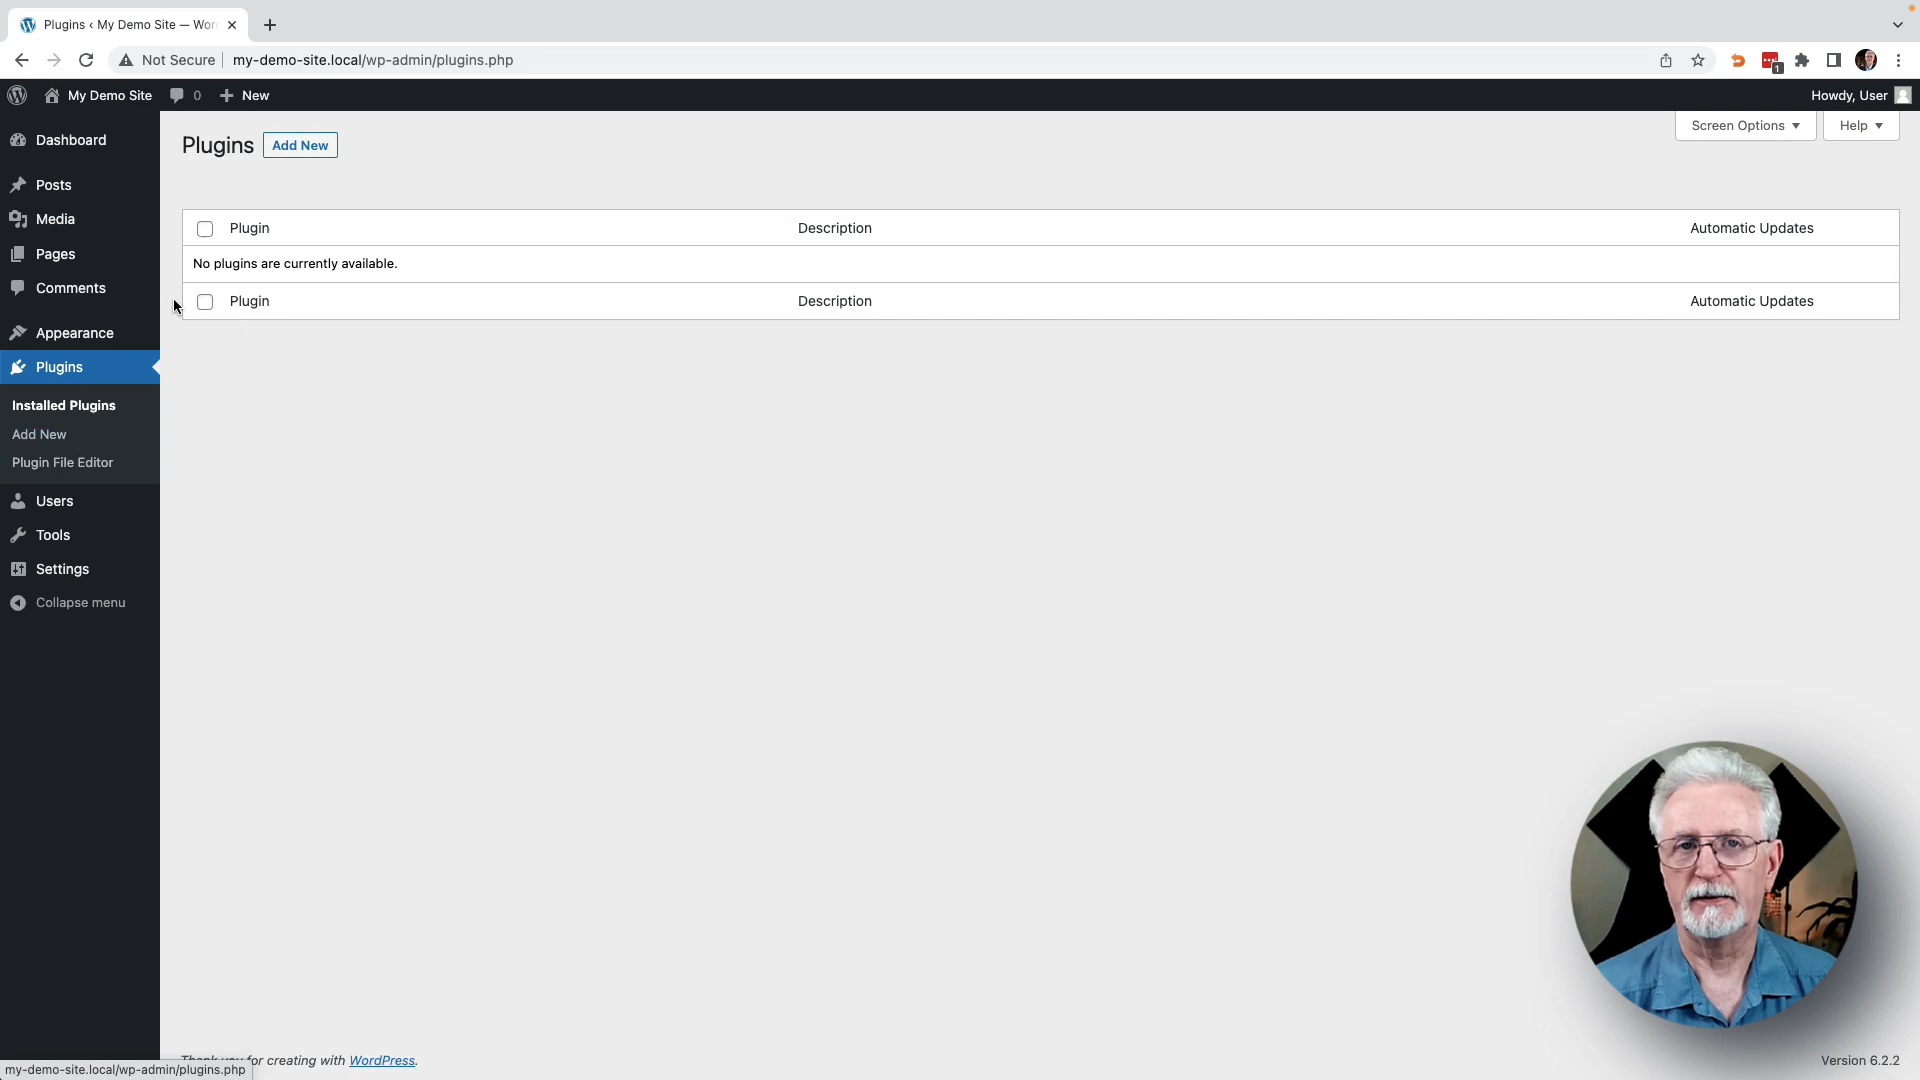 Plugins ‹ My Demo Site — Wor
Not Secure
my-demo-site.local/wp-admin/plugins.php
1
My Demo Site
0
New
Howdy, User
Dashboard
Posts
Media
Pages
Comments
Appearance
Plugins
Installed Plugins
Add New
Plugin File Editor
Users
Tools
Settings
Collapse menu
Screen Options
Help
Plugins
Add New
Plugin Description Automatic Updates
No plugins are currently available.
Plugin Description Automatic Updates
Thank you for creating with WordPress.
Version 6.2.2
my-demo-site.local/wp-admin/plugins.php